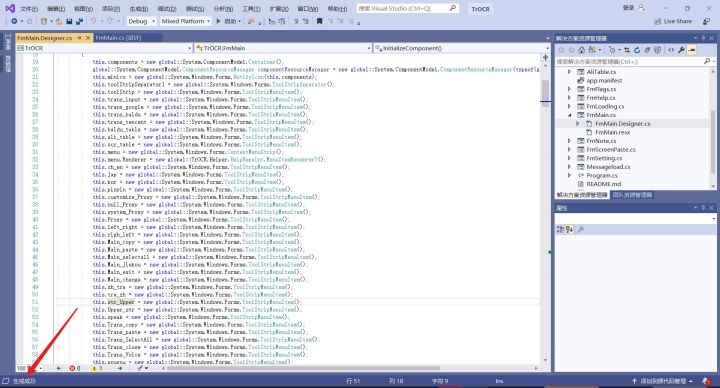 文件(F) 编辑(E) 视图(V) Git(G) 项目(P) 生成(B) 调试(D) 测试(S) 分析(N) 工具(T) 扩展(X) 窗口(W) 帮助(H) 搜索 Visual Studio (Ctrl+Q) TrOCR 登录
Debug Mixed Platform 启动 Live Share
FmMain.Designer.cs FmMain.cs [设计]
TrOCR TrOCR.FmMain InitializeComponent()
18 {
19 this.components = new global::System.ComponentModel.Container();
20 global::System.ComponentModel.ComponentResourceManager componentResourceManager = new global::System.ComponentModel.ComponentResourceManager(typeof(g
21 this.minico = new global::System.Windows.Forms.NotifyIcon(this.components);
22 this.toolStripSeparator1 = new global::System.Windows.Forms.ToolStripSeparator();
23 this.toolStrip = new global::System.Windows.Forms.ToolStripMenuItem();
24 this.trans_input = new global::System.Windows.Forms.ToolStripMenuItem();
25 this.trans_google = new global::System.Windows.Forms.ToolStripMenuItem();
26 this.trans_baidu = new global::System.Windows.Forms.ToolStripMenuItem();
27 this.trans_tencent = new global::System.Windows.Forms.ToolStripMenuItem();
28 this.baidu_table = new global::System.Windows.Forms.ToolStripMenuItem();
29 this.ali_table = new global::System.Windows.Forms.ToolStripMenuItem();
30 this.ocr_table = new global::System.Windows.Forms.ToolStripMenuItem();
31 this.menu = new global::System.Windows.Forms.ContextMenuStrip();
32 this.menu.Renderer = new global::TrOCR.Helper.HelpRepaint.MenuItemRendererT();
33 this.ch_en = new global::System.Windows.Forms.ToolStripMenuItem();
34 this.jap = new global::System.Windows.Forms.ToolStripMenuItem();
35 this.kor = new global::System.Windows.Forms.ToolStripMenuItem();
36 this.pinyin = new global::System.Windows.Forms.ToolStripMenuItem();
37 this.customize_Proxy = new global::System.Windows.Forms.ToolStripMenuItem();
38 this.null_Proxy = new global::System.Windows.Forms.ToolStripMenuItem();
39 this.system_Proxy = new global::System.Windows.Forms.ToolStripMenuItem();
40 this.Proxy = new global::System.Windows.Forms.ToolStripMenuItem();
41 this.left_right = new global::System.Windows.Forms.ToolStripMenuItem();
42 this.righ_left = new global::System.Windows.Forms.ToolStripMenuItem();
43 this.Main_copy = new global::System.Windows.Forms.ToolStripMenuItem();
44 this.Main_paste = new global::System.Windows.Forms.ToolStripMenuItem();
45 this.Main_selectall = new global::System.Windows.Forms.ToolStripMenuItem();
46 this.Main_jiekou = new global::System.Windows.Forms.ToolStripMenuItem();
47 this.Main_exit = new global::System.Windows.Forms.ToolStripMenuItem();
48 this.Main_change = new global::System.Windows.Forms.ToolStripMenuItem();
49 this.zh_tra = new global::System.Windows.Forms.ToolStripMenuItem();
50 this.tra_zh = new global::System.Windows.Forms.ToolStripMenuItem();
51 this.str_Upper = new global::System.Windows.Forms.ToolStripMenuItem();
52 this.Upper_str = new global::System.Windows.Forms.ToolStripMenuItem();
53 this.speak = new global::System.Windows.Forms.ToolStripMenuItem();
54 this.Trans_copy = new global::System.Windows.Forms.ToolStripMenuItem();
55 this.Trans_paste = new global::System.Windows.Forms.ToolStripMenuItem();
56 this.Trans_SelectAll = new global::System.Windows.Forms.ToolStripMenuItem();
57 this.Trans_close = new global::System.Windows.Forms.ToolStripMenuItem();
58 this.Trans_Voice = new global::System.Windows.Forms.ToolStripMenuItem();
100 % 0 1
解决方案资源管理器
搜索解决方案资源管理器(Ctrl+;)
AliTable.cs
app.manifest
FmFlags.cs
FmHelp.cs
FmLoading.cs
FmMain.cs
FmMain.Designer.cs
FmMain.resx
FmNote.cs
FmScreenPaste.cs
FmSetting.cs
Messageload.cs
Program.cs
README.md
解决方案资源管理器 团队资源管理器
属性
生成成功 行 51 列 18 字符 9 Ins 添加到源代码管理